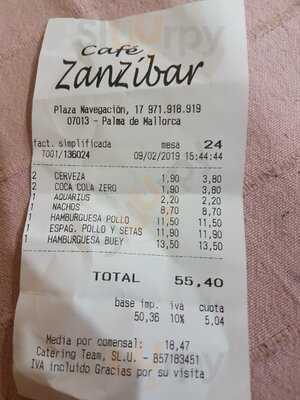 Café
Zanzíbar
Plaza Navegación, 17 971.918.919
07013 - Palma de Mallorca
fact. simplificada mesa 24
T001/136024 09/02/2019 15:44:44
2 CERVEZA 1,90 3,80
2 COCA COLA ZERO 1,90 3,80
1 AQUARIUS 2,20 2,20
1 NACHOS 8,70 8,70
1 HAMBURGUESA POLLO 11,50 11,50
1 ESPAG. POLLO Y SETAS 11,90 11,90
1 HAMBURGUESA BUEY 13,50 13,50
TOTAL 55,40
base imp. iva cuota
50,36 10% 5,04
Media por comensal: 18,47
Catering Team, SL.U. - B57183451
IVA incluido Gracias por su visita